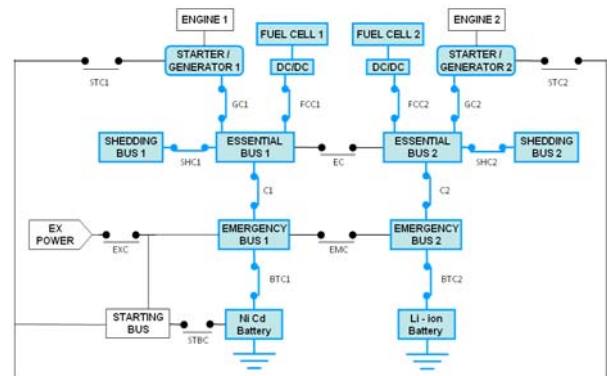 ENGINE 1
FUEL CELL 1
FUEL CELL 2
ENGINE 2
STARTER /
GENERATOR 1
DC/DC
DC/DC
STARTER /
GENERATOR 2
STC1
STC2
GC1
FCC1
FCC2
GC2
SHEDDING
BUS 1
SHC1
ESSENTIAL
BUS 1
EC
ESSENTIAL
BUS 2
SHC2
SHEDDING
BUS 2
C1
C2
EX
POWER
EXC
EMERGENCY
BUS 1
EMC
EMERGENCY
BUS 2
BTC1
BTC2
STARTING
BUS
STBC
Ni Cd
Battery
Li - ion
Battery